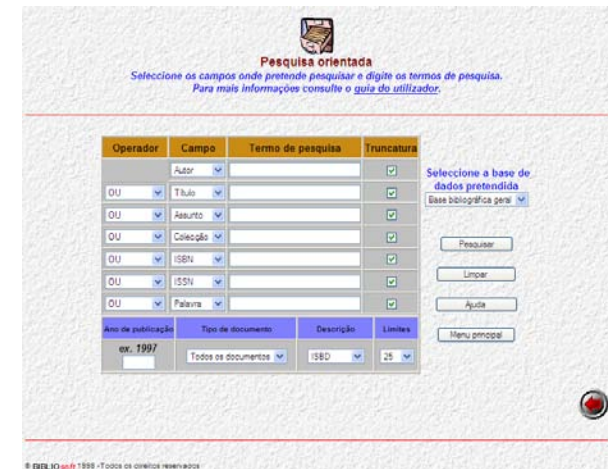 Pesquisa orientada
Seleccione os campos onde pretende pesquisar e digite os termos de pesquisa.
Para mais informações consulte o guia do utilizador.
Operador Campo Termo de pesquisa Truncatura
Autor
OU Título
OU Assunto
OU Colecção
OU ISBN
OU ISSN
OU Palavra
Seleccione a base de
dados pretendida
Base bibliográfica geral
Pesquisar
Limpar
Ajuda
Menu principal
Ano de publicação Tipo de documento Descrição Limites
ex. 1997
Todos os documentos ISBD 25
© BIBLIOsoft 1998 - Todos os direitos reservados